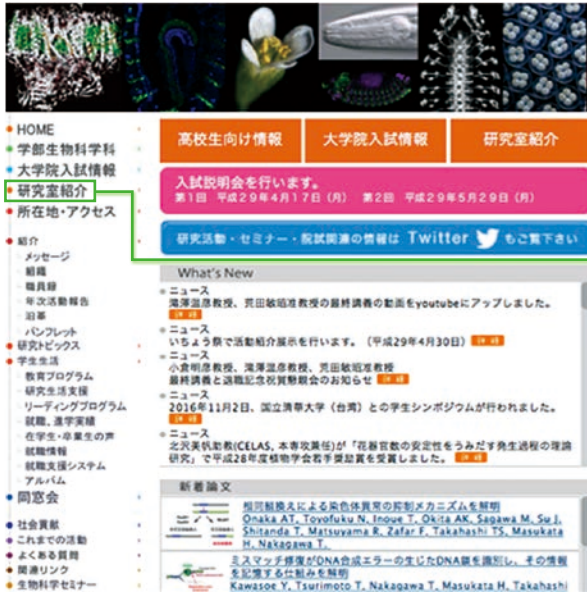 HOME
学部生物科学科
大学院入試情報
研究室紹介
所在地・アクセス
紹介
メッセージ
組織
職員録
年次活動報告
沿革
パンフレット
研究トピックス
学生生活
教育プログラム
研究生活支援
リーディングプログラム
就職、進学実績
在学生・卒業生の声
就職情報
就職支援システム
アルバム
同窓会
社会貢献
これまでの活動
よくある質問
関連リンク
生物科学セミナー
高校生向け情報
大学院入試情報
研究室紹介
入試説明会を行います。
第1回 平成29年4月17日(月) 第2回 平成29年5月29日(月)
研究活動・セミナー・院試関連の情報は Twitter もご覧下さい
What's New
ニュース
滝澤温彦教授、荒田敏昭准教授の最終講義の動画をyoutubeにアップしました。
詳細
ニュース
いちょう祭で活動紹介展示を行います。(平成29年4月30日) 詳細
ニュース
小倉明彦教授、滝澤温彦教授、荒田敏昭准教授
最終講義と退職記念祝賀懇親会のお知らせ 詳細
ニュース
2016年11月2日、国立清華大学(台湾)との学生シンポジウムが行われました。
詳細
ニュース
北沢美帆助教(CELAS, 本専攻兼任)が「花器官数の安定性をうみだす発生過程の理論
研究」で平成28年度植物学会若手奨励賞を受賞しました。 詳細
新着論文
相同組換えによる染色体異常の抑制メカニズムを解明
Onaka AT, Toyofuku N, Inoue T, Okita AK, Sagawa M, Su J,
Shitanda T, Matsuyama R, Zafar F, Takahashi TS, Masukata
H, Nakagawa T.
ミスマッチ修復がDNA合成エラーの生じたDNA鎖を識別し、その情報
を記憶する仕組みを解明
Kawasoe Y, Tsurimoto T, Nakagawa T, Masukata H, Takahashi